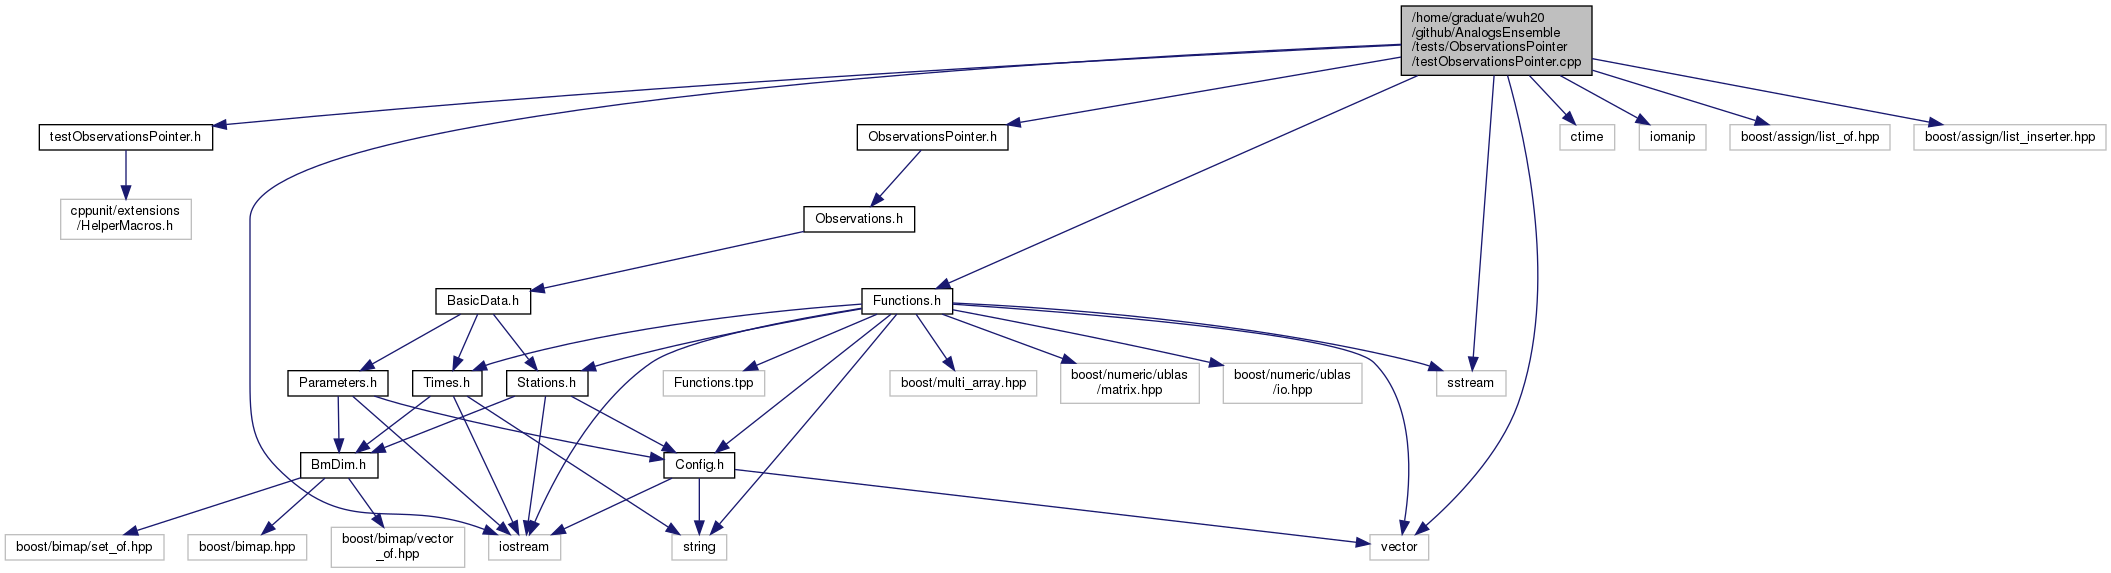 /home/graduate/wuh20
/github/AnalogsEnsemble
/tests/ObservationsPointer
/testObservationsPointer.cpp
testObservationsPointer.h
ObservationsPointer.h
ctime
iomanip
boost/assign/list_of.hpp
boost/assign/list_inserter.hpp
cppunit/extensions
/HelperMacros.h
Observations.h
BasicData.h
Functions.h
Parameters.h
Times.h
Stations.h
Functions.tpp
boost/multi_array.hpp
boost/numeric/ublas
/matrix.hpp
boost/numeric/ublas
/io.hpp
sstream
BmDim.h
Config.h
boost/bimap/set_of.hpp
boost/bimap.hpp
boost/bimap/vector
_of.hpp
iostream
string
vector